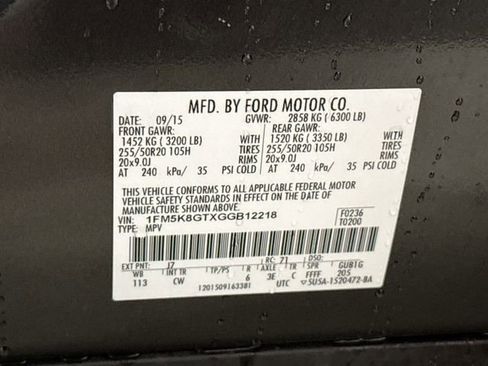 MFD. BY FORD MOTOR CO.
DATE: 09/15 GVWR: 2858 KG ( 6300 LB)
FRONT GAWR: REAR GAWR:
1452 KG ( 3200 LB) WITH 1520 KG ( 3350 LB) WITH
255/50R20 105H TIRES 255/50R20 105H TIRES
20x9.0J RIMS 20x9.0J RIMS
AT 240 kPa/ 35 PSI COLD AT 240 kPa/ 35 PSI COLD
THIS VEHICLE CONFORMS TO ALL APPLICABLE FEDERAL MOTOR
VEHICLE SAFETY STANDARDS IN EFFECT ON THE DATE OF
MANUFACTURE SHOWN ABOVE.
VIN: 1FM5K8GTXGGB12218 F0236
TYPE: MPV T0200
EXT PNT: J7 RC: 71 DSO:
WB INT TR TP/PS R AXLE TR SPR GUB1G
113 CW 6 3E C FFFF 205
1201509163381 UTC 5U5A-1520472-BA